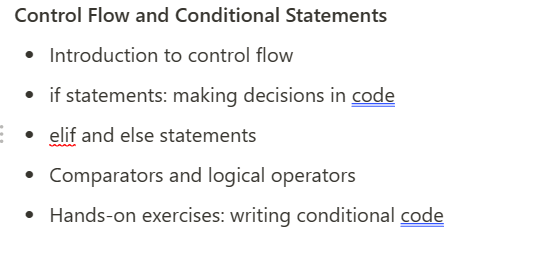 Control Flow and Conditional Statements
• Introduction to control flow
• if statements: making decisions in code
• elif and else statements
• Comparators and logical operators
• Hands-on exercises: writing conditional code